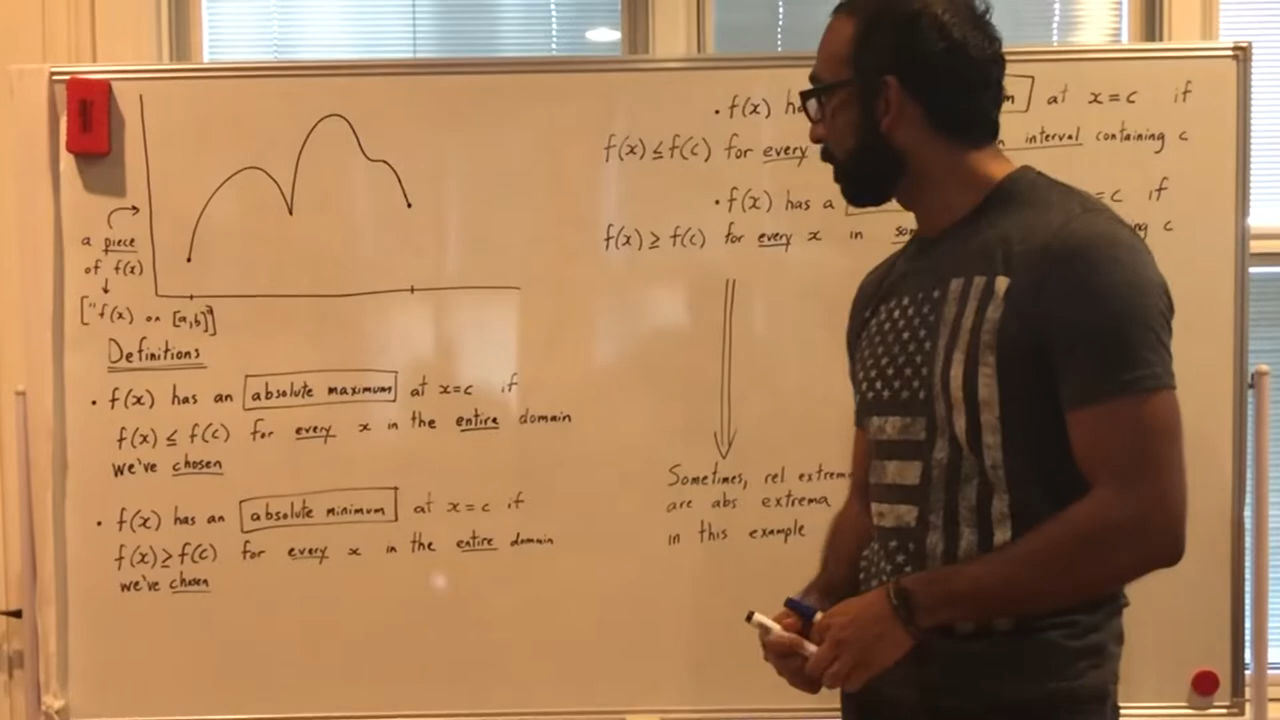 a piece
of f(x)
["f(x) on [a,b]"]
Definitions
• f(x) has an absolute maximum at x=c if
f(x) ≤ f(c) for every x in the entire domain
we've chosen
• f(x) has an absolute minimum at x=c if
f(x) ≥ f(c) for every x in the entire domain
we've chosen
• f(x) at x=c if
f(x) ≤ f(c) for every interval containing c
• f(x) has a =c if
f(x) ≥ f(c) for every x in c
Sometimes, rel
are abs extrema
in this example